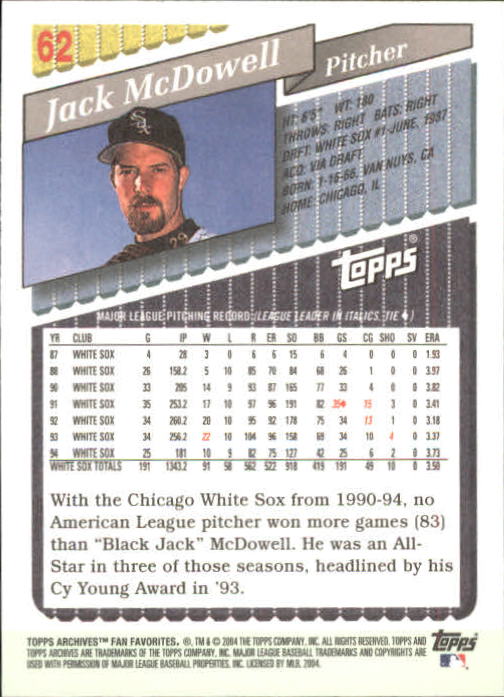 62
Jack McDowell
Pitcher
HT: 6'5" WT: 180
THROWS: RIGHT BATS: RIGHT
DRFT: WHITE SOX #1-JUNE, 1987
ACQ: VIA DRAFT
BORN: 1-16-66, VAN NUYS, CA
HOME: CHICAGO, IL
SOX
29
topps®
MAJOR LEAGUE PITCHING RECORD (LEAGUE LEADER IN ITALICS, TIE ♦)
YR CLUB G IP W L R ER SO BB GS CG SHO SV ERA
87 WHITE SOX 4 28 3 0 6 6 15 6 4 0 0 0 1.93
88 WHITE SOX 26 158.2 5 10 85 70 84 68 26 1 0 0 3.97
90 WHITE SOX 33 205 14 9 93 87 165 77 33 4 0 0 3.82
91 WHITE SOX 35 253.2 17 10 97 96 191 82 35♦ 15 3 0 3.41
92 WHITE SOX 34 260.2 20 10 95 92 178 75 34 13 1 0 3.18
93 WHITE SOX 34 256.2 22 10 104 96 158 69 34 10 4 0 3.37
94 WHITE SOX 25 181 10 9 82 75 127 42 25 6 2 0 3.73
WHITE SOX TOTALS 191 1343.2 91 58 562 522 918 419 191 49 10 0 3.50
With the Chicago White Sox from 1990-94, no
American League pitcher won more games (83)
than "Black Jack" McDowell. He was an All-
Star in three of those seasons, headlined by his
Cy Young Award in '93.
TOPPS ARCHIVES™ FAN FAVORITES. ®, TM & © 2004 THE TOPPS COMPANY, INC. ALL RIGHTS RESERVED. TOPPS AND
TOPPS ARCHIVES ARE TRADEMARKS OF THE TOPPS COMPANY, INC. MAJOR LEAGUE BASEBALL TRADEMARKS AND COPYRIGHTS ARE
USED WITH PERMISSION OF MAJOR LEAGUE BASEBALL PROPERTIES, INC. LICENSED BY MLB, 2004.
topps